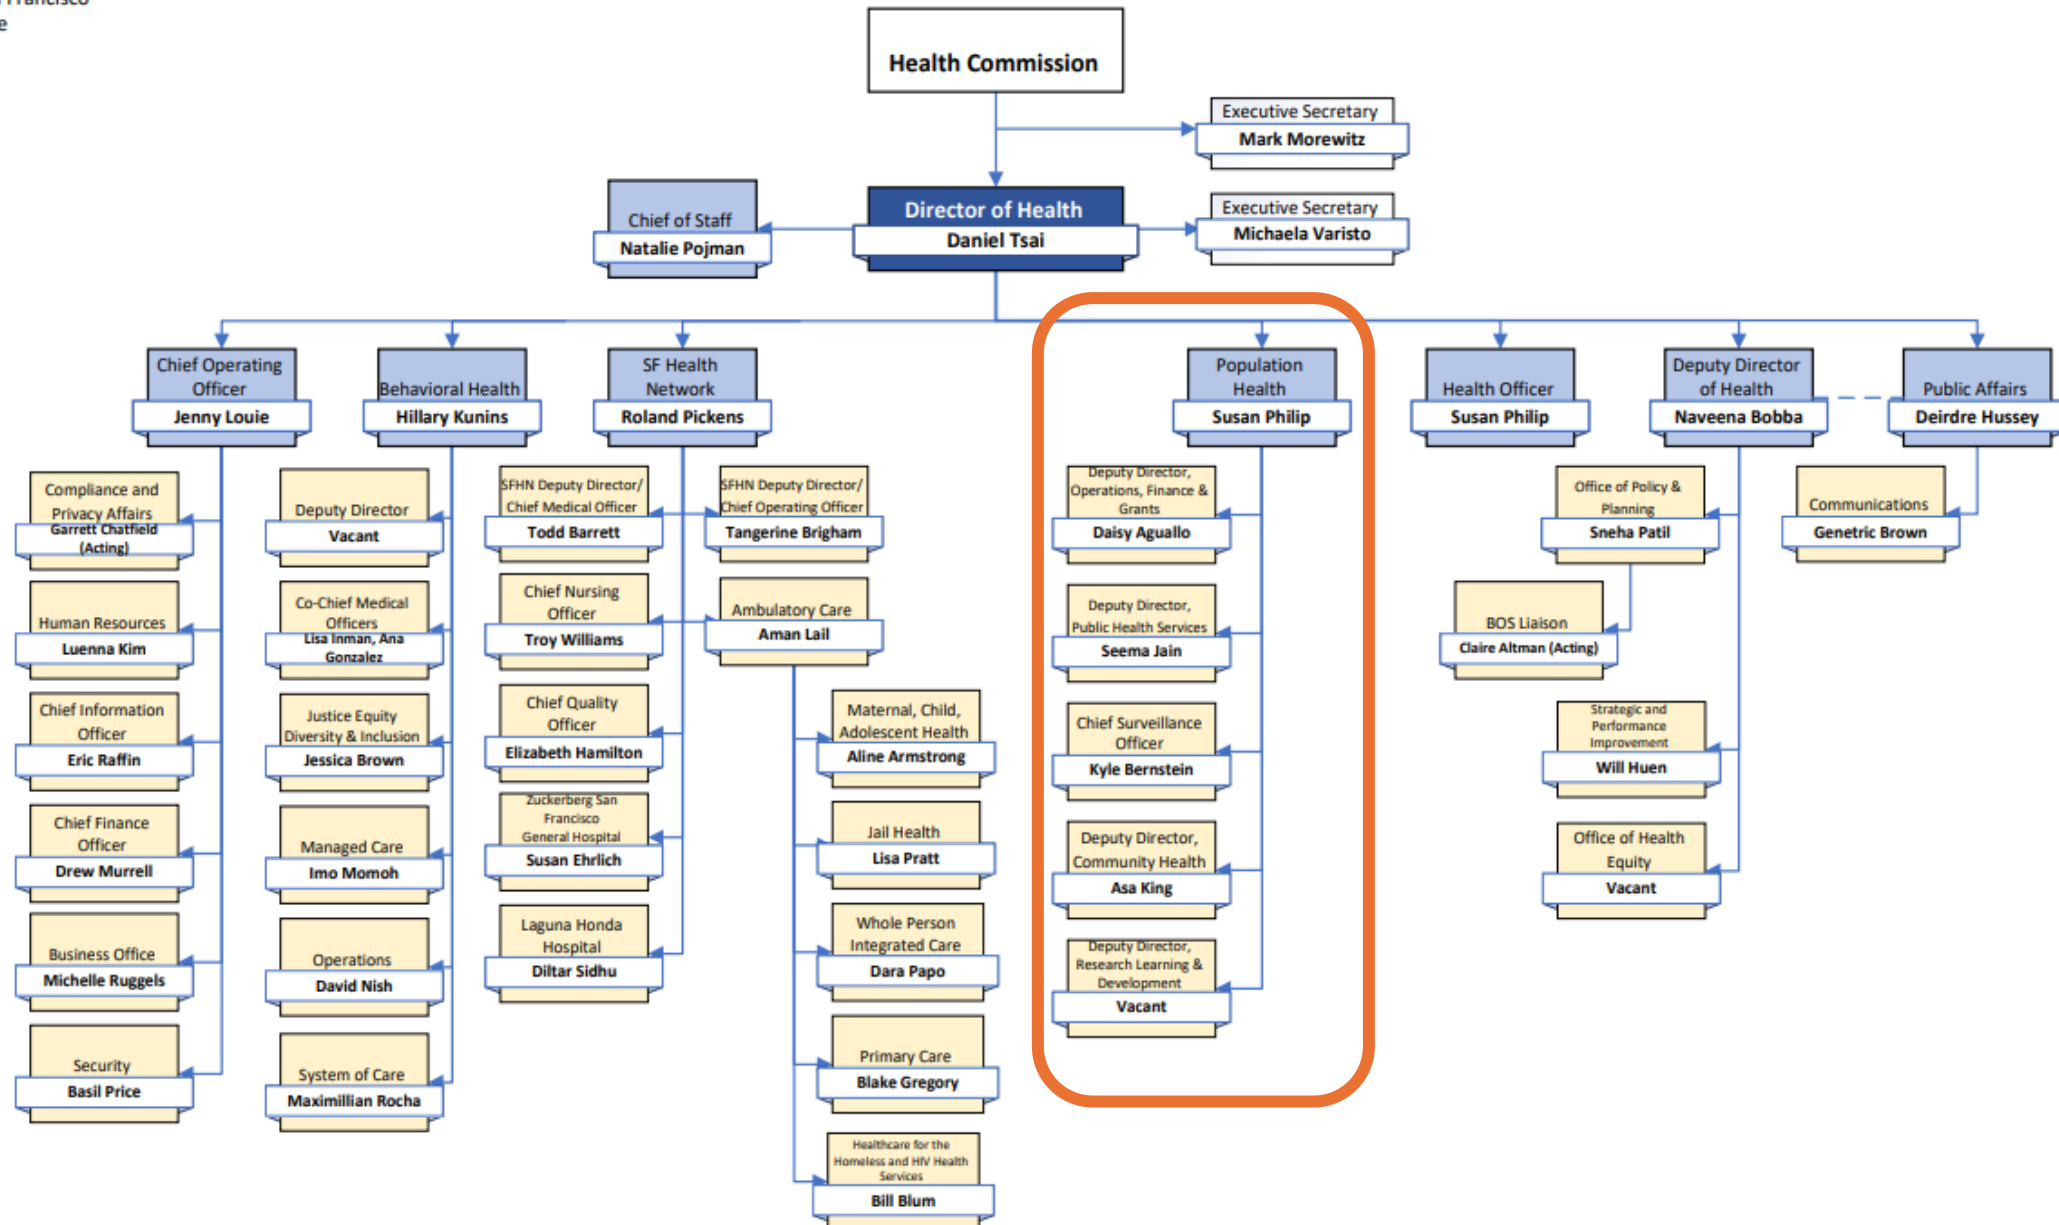 Francisco
Health Commission
Executive Secretary
Mark Morewitz
Chief of Staff
Natalie Pojman
Director of Health
Daniel Tsai
Executive Secretary
Michaela Varisto
Chief Operating
Officer
Jenny Louie
Behavioral Health
Hillary Kunins
SF Health
Network
Roland Pickens
Population
Health
Susan Philip
Health Officer
Susan Philip
Deputy Director
of Health
Naveena Bobba
Public Affairs
Deirdre Hussey
Compliance and
Privacy Affairs
Garrett Chatfield
(Acting)
Human Resources
Luenna Kim
Chief Information
Officer
Eric Raffin
Chief Finance
Officer
Drew Murrell
Business Office
Michelle Ruggels
Security
Basil Price
Deputy Director
Vacant
Co-Chief Medical
Officers
Lisa Inman, Ana
Gonzalez
Justice Equity
Diversity & Inclusion
Jessica Brown
Managed Care
Imo Momoh
Operations
David Nish
System of Care
Maximillian Rocha
SFHN Deputy Director/
Chief Medical Officer
Todd Barrett
Chief Nursing
Officer
Troy Williams
Chief Quality
Officer
Elizabeth Hamilton
Zuckerberg San
Francisco
General Hospital
Susan Ehrlich
Laguna Honda
Hospital
Diltar Sidhu
SFHN Deputy Director/
Chief Operating Officer
Tangerine Brigham
Ambulatory Care
Aman Lail
Maternal, Child,
Adolescent Health
Aline Armstrong
Jail Health
Lisa Pratt
Whole Person
Integrated Care
Dara Papo
Primary Care
Blake Gregory
Healthcare for the
Homeless and HIV Health
Services
Bill Blum
Deputy Director,
Operations, Finance &
Grants
Daisy Aguallo
Deputy Director,
Public Health Services
Seema Jain
Chief Surveillance
Officer
Kyle Bernstein
Deputy Director,
Community Health
Asa King
Deputy Director,
Research Learning &
Development
Vacant
Office of Policy &
Planning
Sneha Patil
BOS Liaison
Claire Altman (Acting)
Strategic and
Performance
Improvement
Will Huen
Office of Health
Equity
Vacant
Communications
Genetric Brown